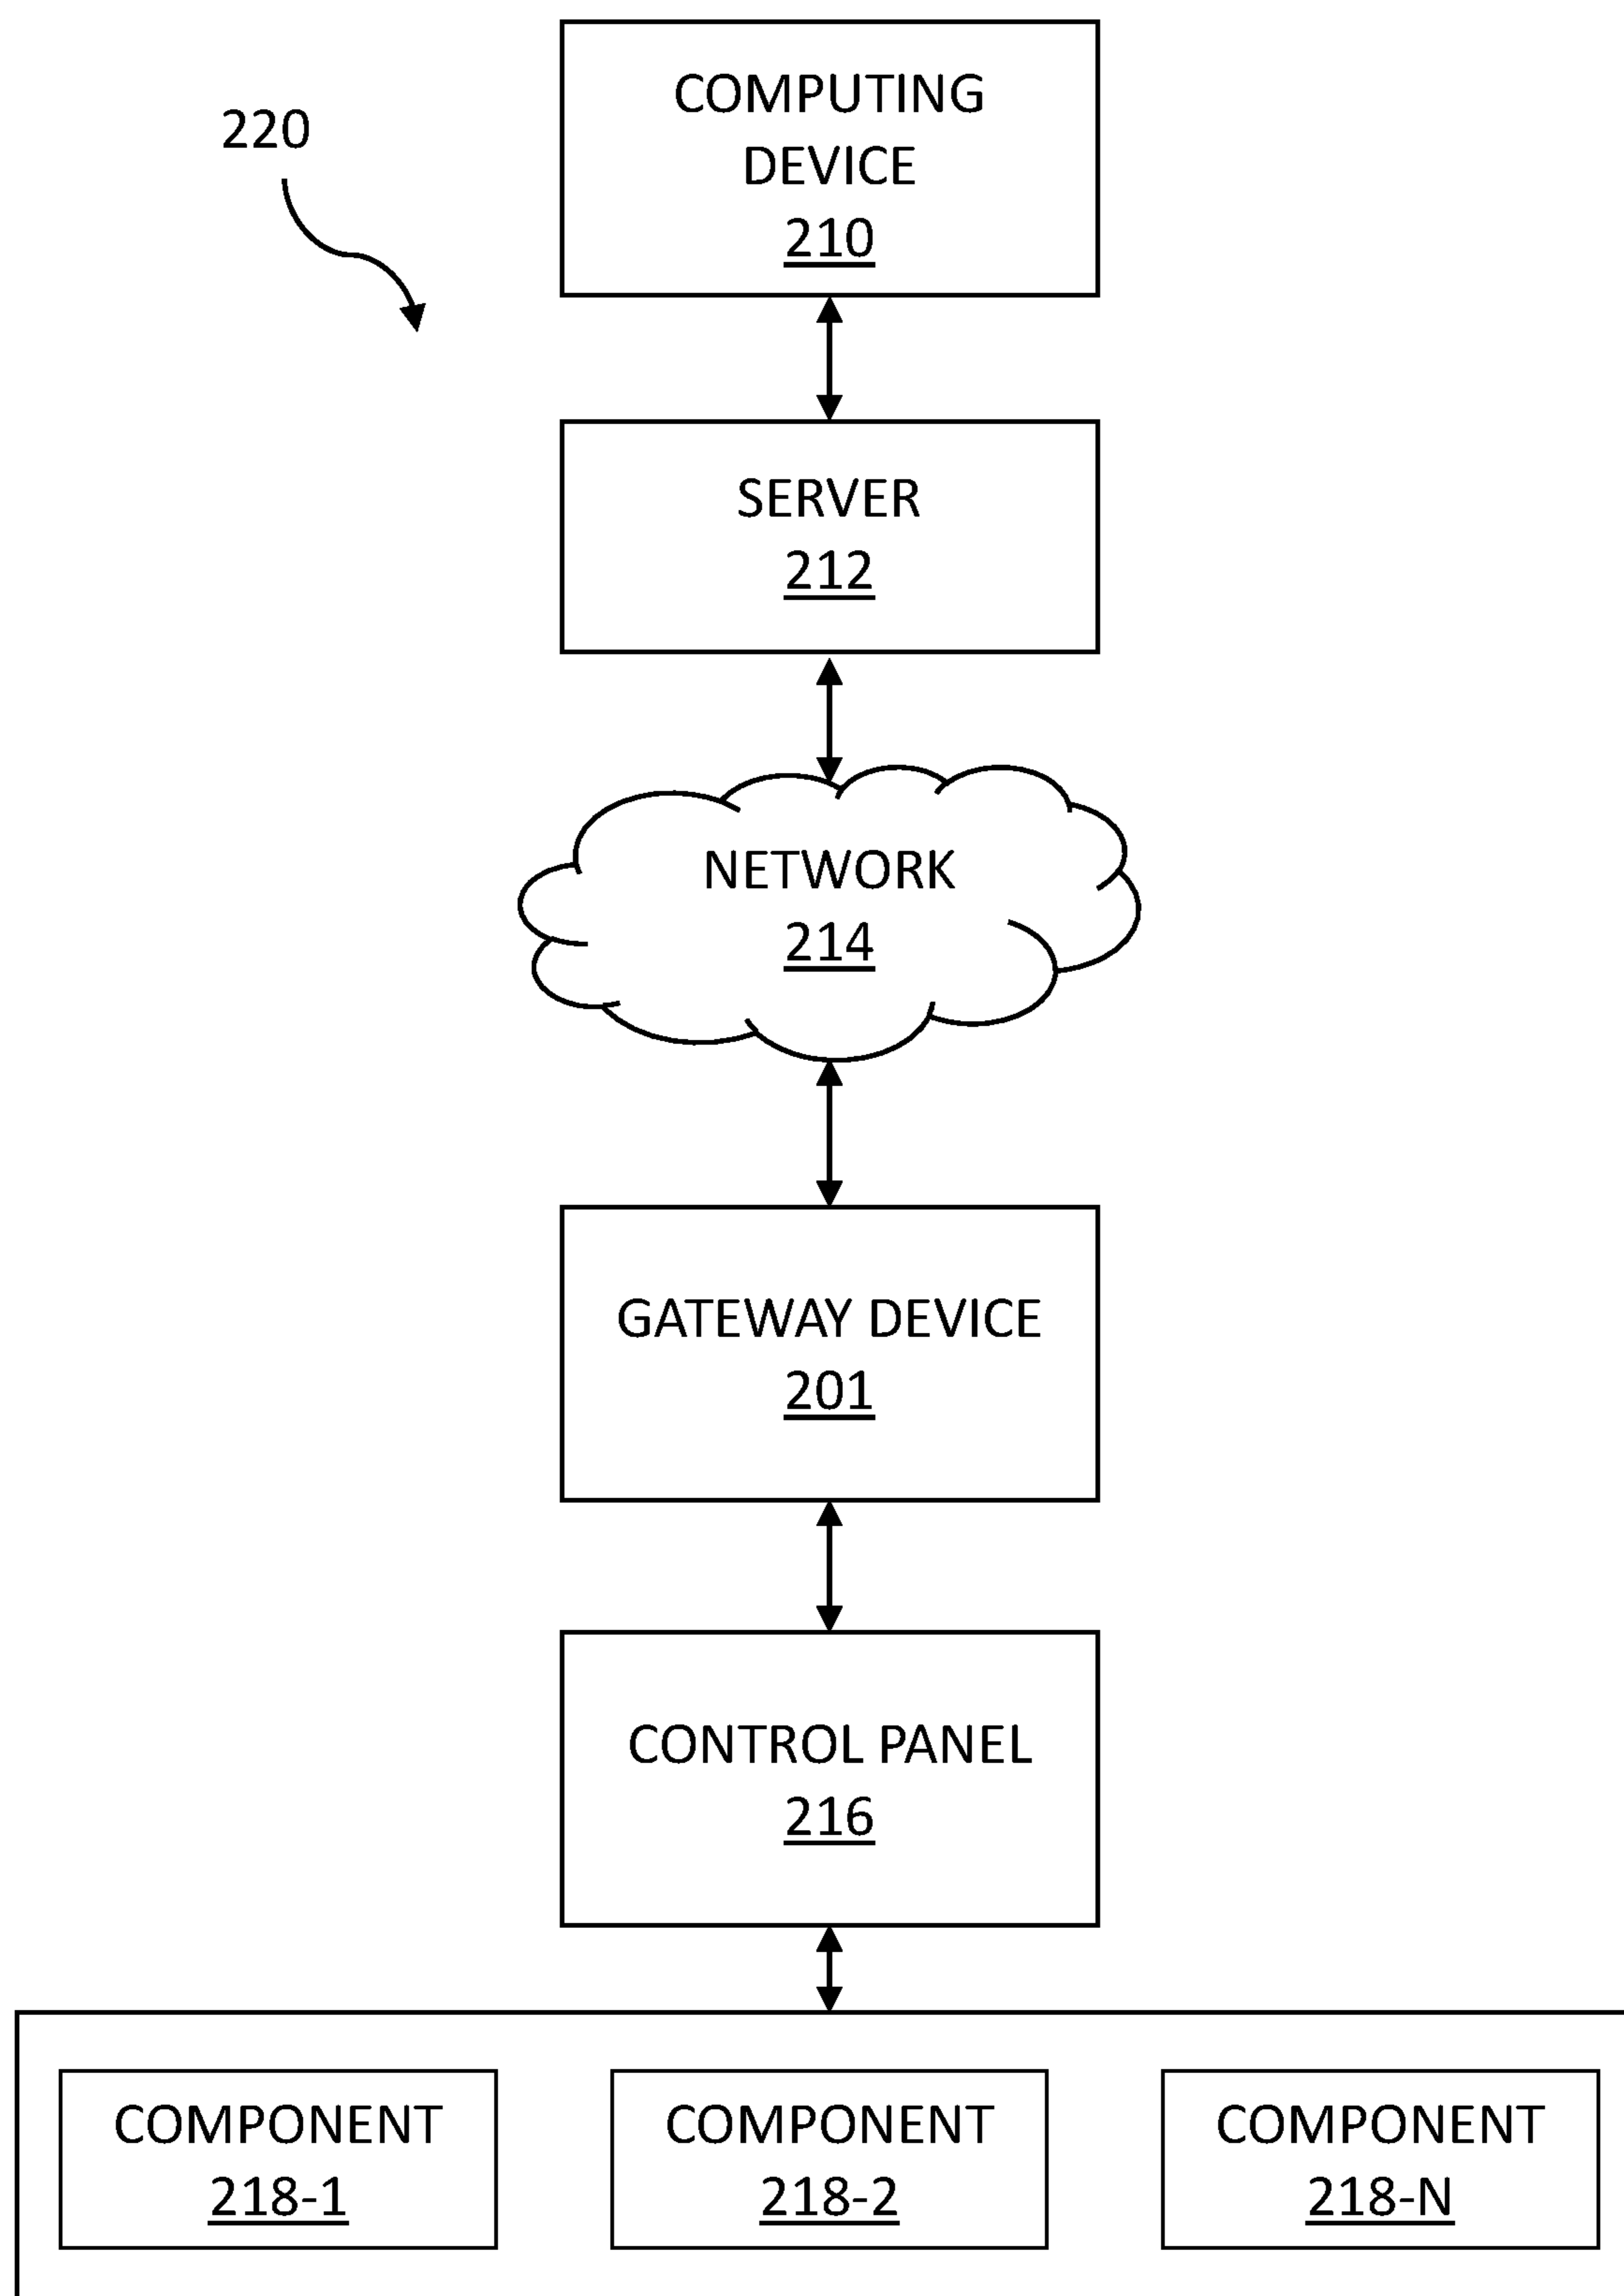 220
COMPUTING
DEVICE
210
SERVER
212
NETWORK
214
GATEWAY DEVICE
201
CONTROL PANEL
216
COMPONENT
218-1
COMPONENT
218-2
COMPONENT
218-N